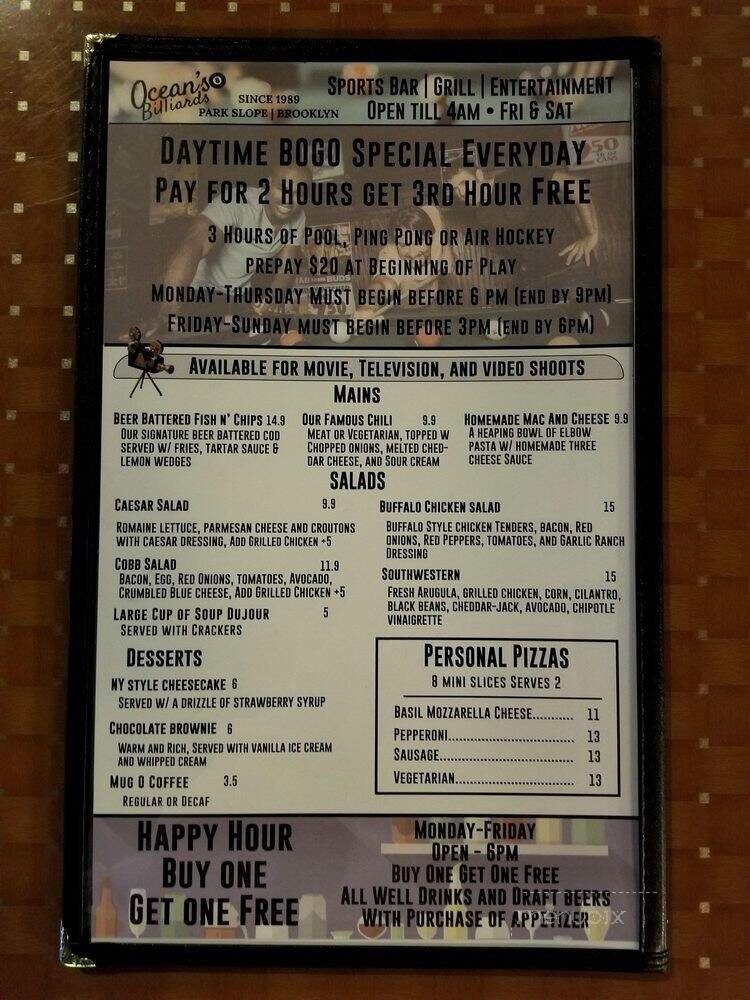 Ocean's 8
Billiards
SINCE 1989
PARK SLOPE | BROOKLYN
SPORTS BAR | GRILL | ENTERTAINMENT
OPEN TILL 4AM • FRI & SAT
DAYTIME BOGO SPECIAL EVERYDAY
PAY FOR 2 HOURS GET 3RD HOUR FREE
3 HOURS OF POOL, PING PONG OR AIR HOCKEY
PREPAY $20 AT BEGINNING OF PLAY
MONDAY-THURSDAY MUST BEGIN BEFORE 6 PM (END BY 9PM)
FRIDAY-SUNDAY MUST BEGIN BEFORE 3PM (END BY 6PM)
AVAILABLE FOR MOVIE, TELEVISION, AND VIDEO SHOOTS
MAINS
BEER BATTERED FISH N' CHIPS 14.9
OUR SIGNATURE BEER BATTERED COD
SERVED W/ FRIES, TARTAR SAUCE &
LEMON WEDGES
OUR FAMOUS CHILI 9.9
MEAT OR VEGETARIAN, TOPPED W
CHOPPED ONIONS, MELTED CHED-
DAR CHEESE, AND SOUR CREAM
HOMEMADE MAC AND CHEESE 9.9
A HEAPING BOWL OF ELBOW
PASTA W/ HOMEMADE THREE
CHEESE SAUCE
SALADS
CAESAR SALAD 9.9
ROMAINE LETTUCE, PARMESAN CHEESE AND CROUTONS
WITH CAESAR DRESSING, ADD GRILLED CHICKEN +5
COBB SALAD 11.9
BACON, EGG, RED ONIONS, TOMATOES, AVOCADO,
CRUMBLED BLUE CHEESE, ADD GRILLED CHICKEN +5
LARGE CUP OF SOUP DUJOUR 5
SERVED WITH CRACKERS
BUFFALO CHICKEN SALAD 15
BUFFALO STYLE CHICKEN TENDERS, BACON, RED
ONIONS, RED PEPPERS, TOMATOES, AND GARLIC RANCH
DRESSING
SOUTHWESTERN 15
FRESH ARUGULA, GRILLED CHICKEN, CORN, CILANTRO,
BLACK BEANS, CHEDDAR-JACK, AVOCADO, CHIPOTLE
VINAIGRETTE
DESSERTS
NY STYLE CHEESECAKE 6
SERVED W/ A DRIZZLE OF STRAWBERRY SYRUP
CHOCOLATE BROWNIE 6
WARM AND RICH, SERVED WITH VANILLA ICE CREAM
AND WHIPPED CREAM
MUG O COFFEE 3.5
REGULAR OR DECAF
PERSONAL PIZZAS
8 MINI SLICES SERVES 2
BASIL MOZZARELLA CHEESE.......... 11
PEPPERONI............................... 13
SAUSAGE.................................. 13
VEGETARIAN............................. 13
HAPPY HOUR
BUY ONE
GET ONE FREE
MONDAY-FRIDAY
OPEN - 6PM
BUY ONE GET ONE FREE
ALL WELL DRINKS AND DRAFT BEERS
WITH PURCHASE OF APPETIZER